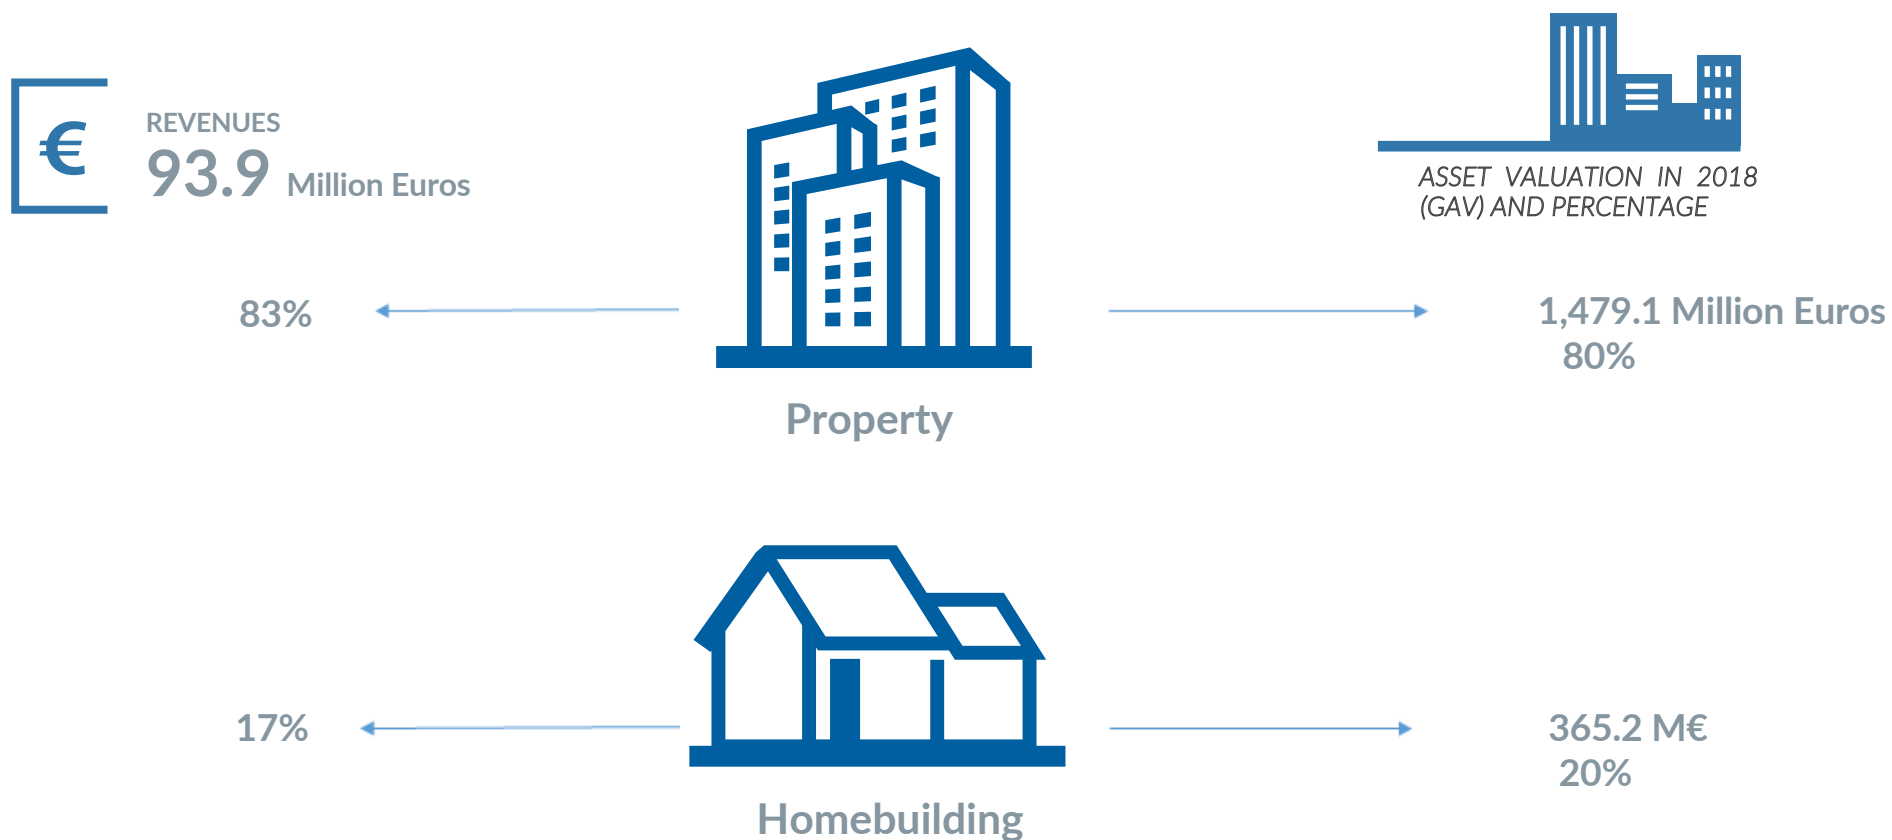 €
REVENUES
93.9 Million Euros
ASSET VALUATION IN 2018
(GAV) AND PERCENTAGE
83%
1,479.1 Million Euros
80%
Property
17%
365.2 M€
20%
Homebuilding